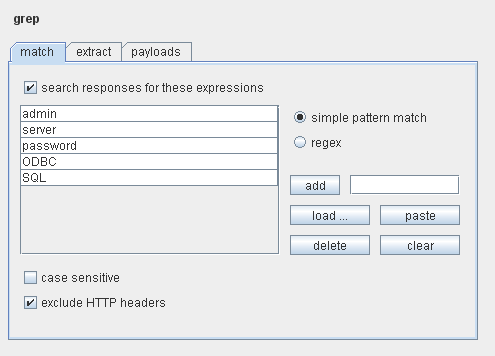 grep
match extract payloads
search responses for these expressions
admin
server
password
ODBC
SQL
simple pattern match
regex
add
load ... paste
delete clear
case sensitive
exclude HTTP headers